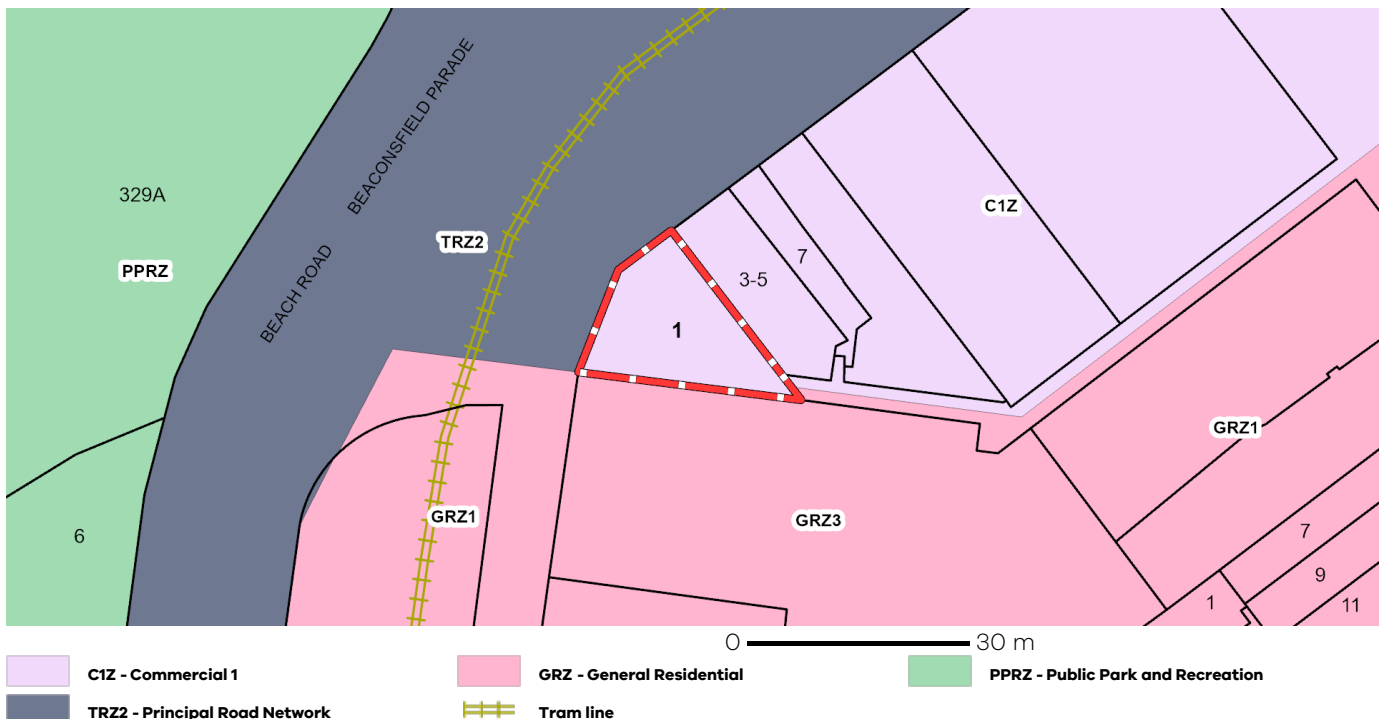 BEACONSFIELD PARADE
329A
C1Z
TRZ2
7
PPRZ
3-5
BEACH ROAD
1
GRZ1
GRZ1
GRZ3
6
7
9
1
11
0 30 m
C1Z - Commercial 1
GRZ - General Residential
PPRZ - Public Park and Recreation
TRZ2 - Principal Road Network
Tram line